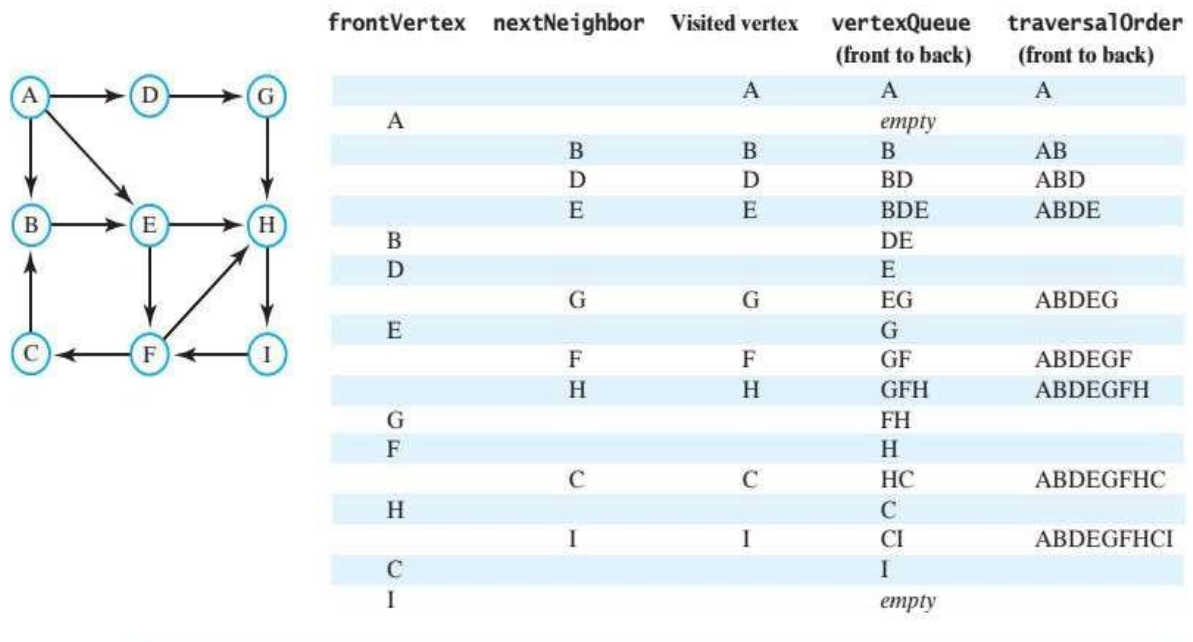 frontVertex nextNeighbor Visited vertex vertexQueue traversalOrder
(front to back) (front to back)
A D G
B E H
C F I
A A A
A empty
B B B AB
D D BD ABD
E E BDE ABDE
B DE
D E
G G EG ABDEG
E G
F F GF ABDEGF
H H GFH ABDEGFH
G FH
F H
C C HC ABDEGFHC
H C
I I CI ABDEGFHCI
C I
I empty